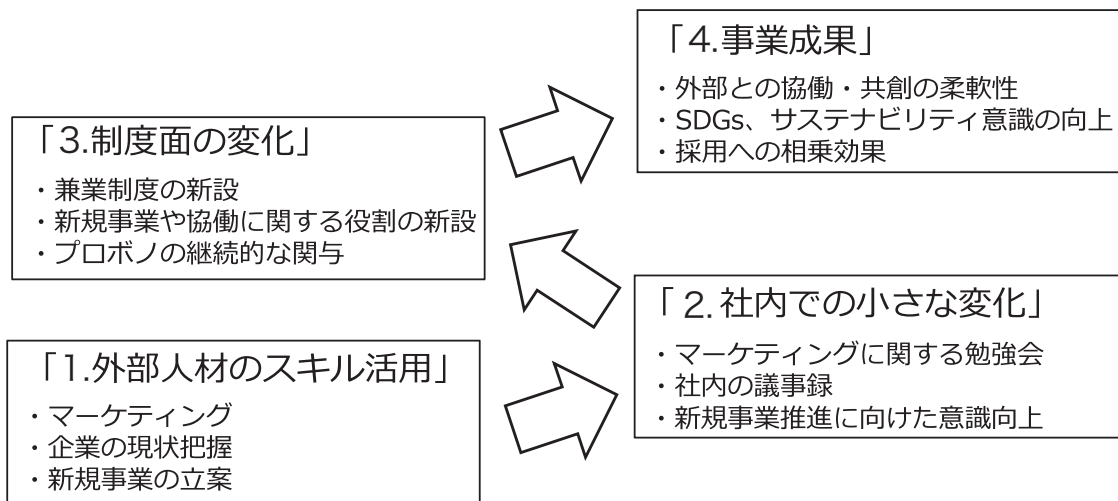 「4.事業成果」
・外部との協働・共創の柔軟性
・SDGs、サステナビリティ意識の向上
・採用への相乗効果
「3.制度面の変化」
・兼業制度の新設
・新規事業や協働に関する役割の新設
・プロボノの継続的な関与
「2.社内での小さな変化」
・マーケティングに関する勉強会
・社内の議事録
・新規事業推進に向けた意識向上
「1.外部人材のスキル活用」
・マーケティング
・企業の現状把握
・新規事業の立案